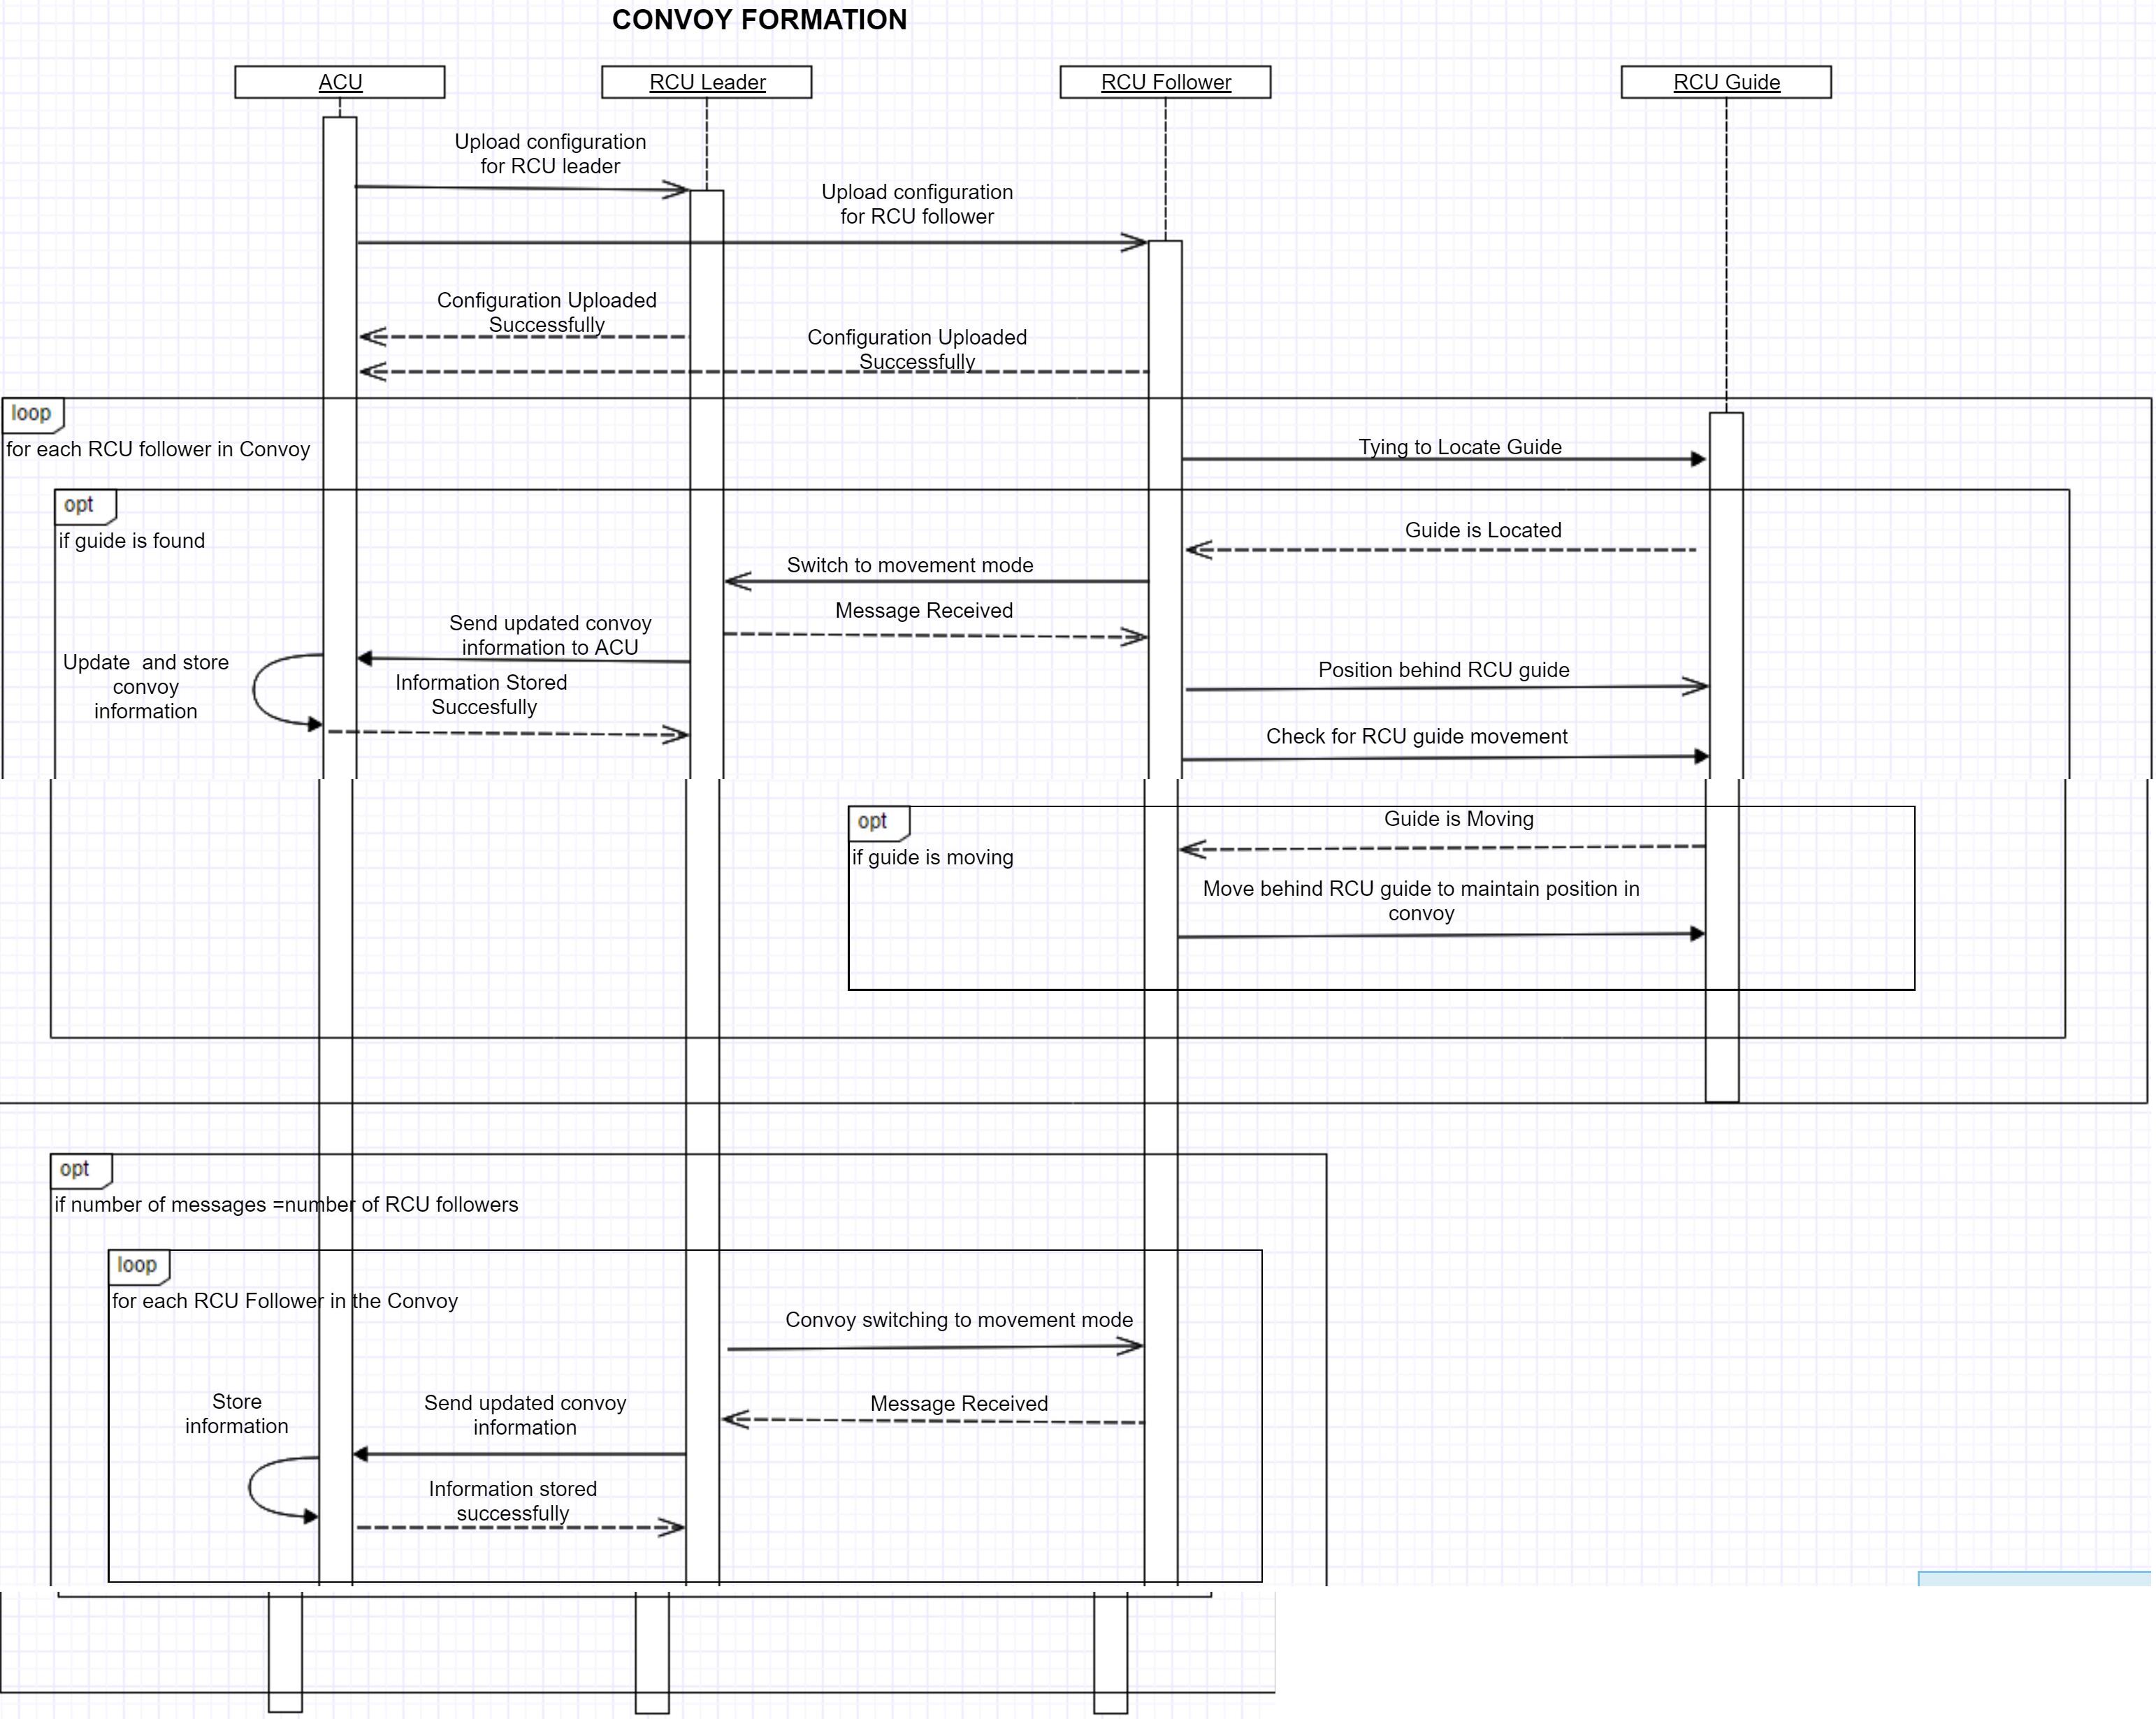 CONVOY FORMATION
ACU
RCU Leader
RCU Follower
RCU Guide
Upload configuration
for RCU leader
Upload configuration
for RCU follower
Configuration Uploaded
Successfully
Configuration Uploaded
Successfully
loop
for each RCU follower in Convoy
Tying to Locate Guide
opt
if guide is found
Guide is Located
Switch to movement mode
Message Received
Send updated convoy
information to ACU
Update  and store
convoy
information
Information Stored
Succesfully
Position behind RCU guide
Check for RCU guide movement
opt
if guide is moving
Guide is Moving
Move behind RCU guide to maintain position in
convoy
opt
if number of messages =number of RCU followers
loop
for each RCU Follower in the Convoy
Convoy switching to movement mode
Store
information
Send updated convoy
information
Message Received
Information stored
successfully